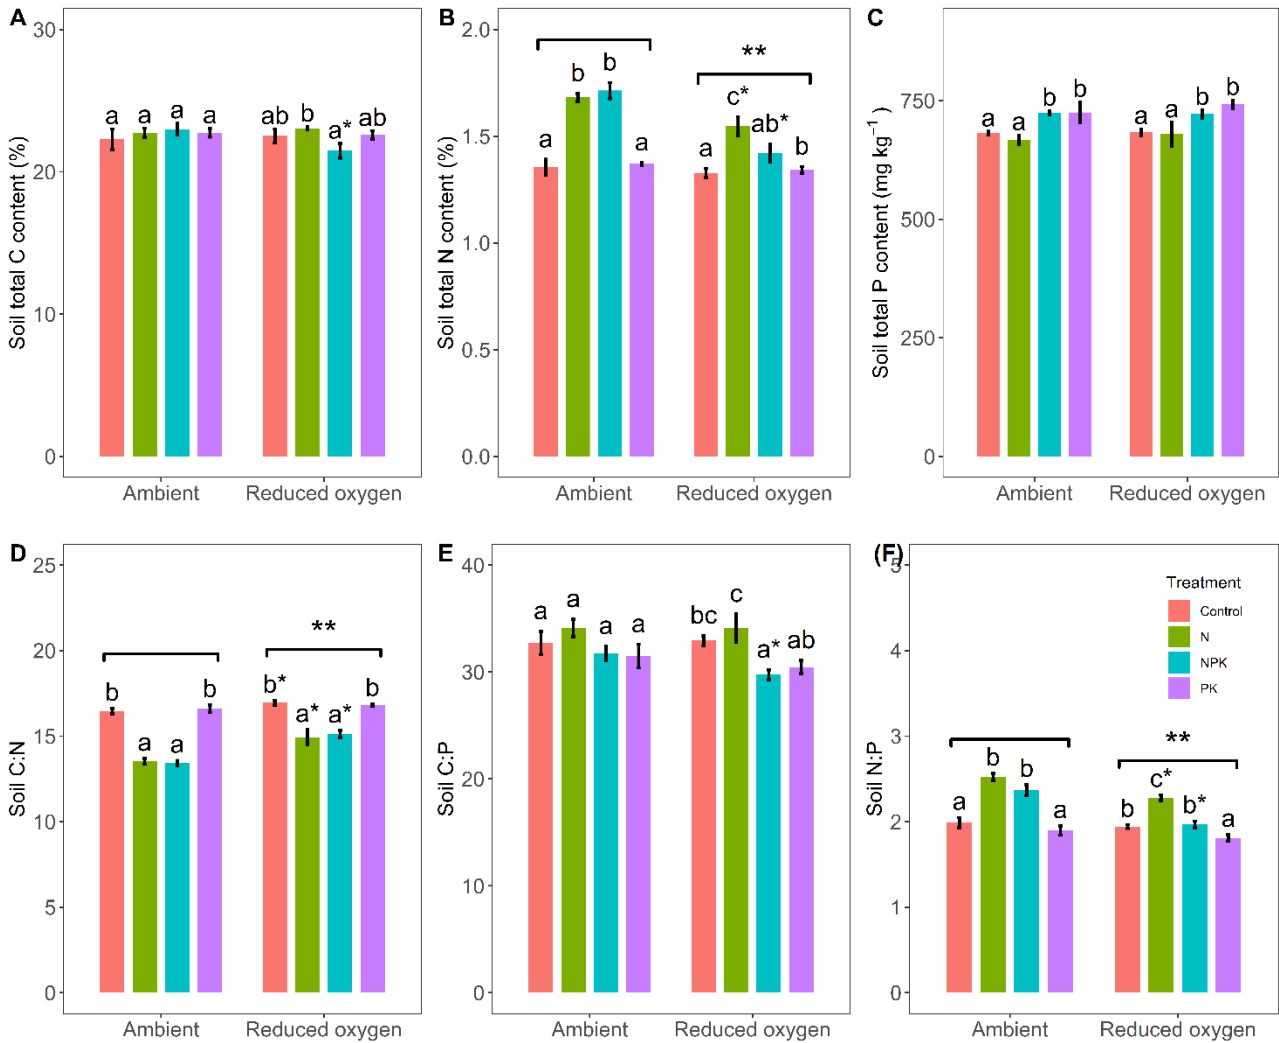 A
Soil total C content (%)
30
20
10
0
a a a a ab b a* ab
Ambient Reduced oxygen
B
Soil total N content (%)
2.0
1.5
1.0
0.5
0.0
**
a b b a a c* ab* b
Ambient Reduced oxygen
C
Soil total P content (mg kg⁻¹)
750
500
250
0
a a b b a a b b
Ambient Reduced oxygen
D
Soil C:N
25
20
15
10
5
0
**
b a a b b* a* a* b
Ambient Reduced oxygen
E
Soil C:P
40
30
20
10
0
a a a a bc c a* ab
Ambient Reduced oxygen
(F)
Soil N:P
5
4
3
2
1
0
Treatment
Control
N
NPK
PK
**
a b b a b c* b* a
Ambient Reduced oxygen